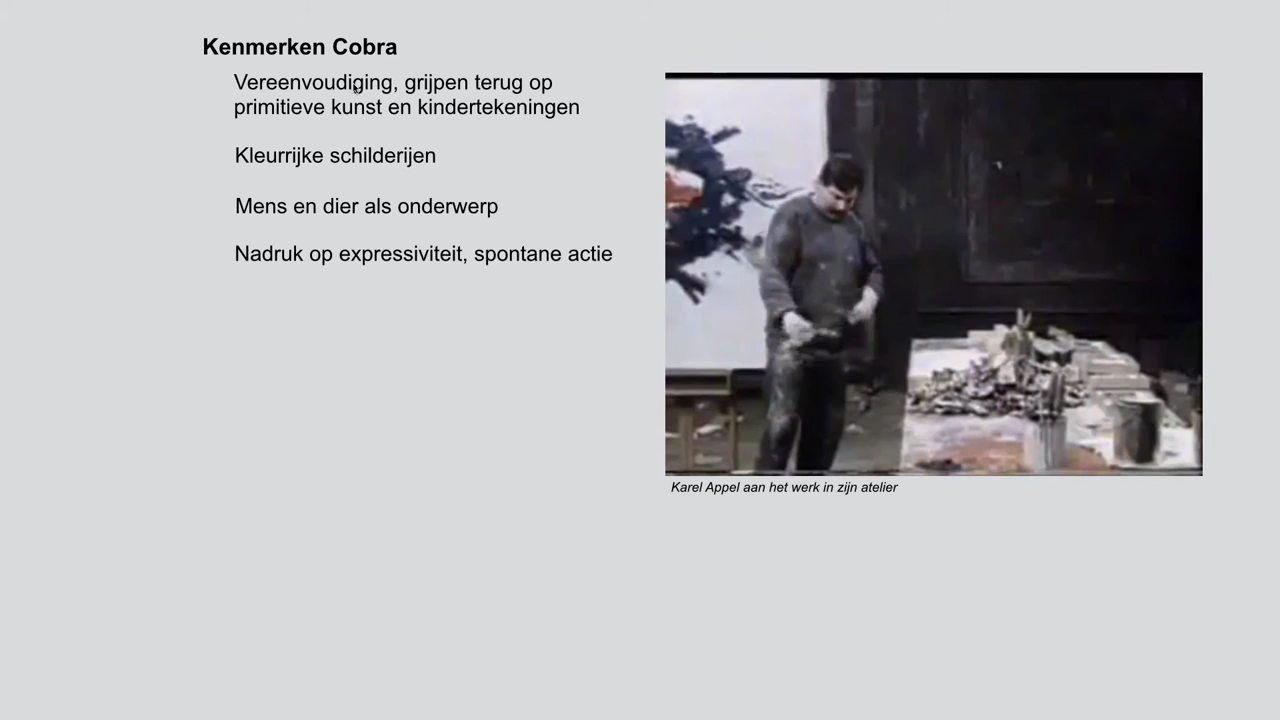 Kenmerken Cobra
Vereenvoudiging, grijpen terug op
primitieve kunst en kindertekeningen
Kleurrijke schilderijen
Mens en dier als onderwerp
Nadruk op expressiviteit, spontane actie
Karel Appel aan het werk in zijn atelier